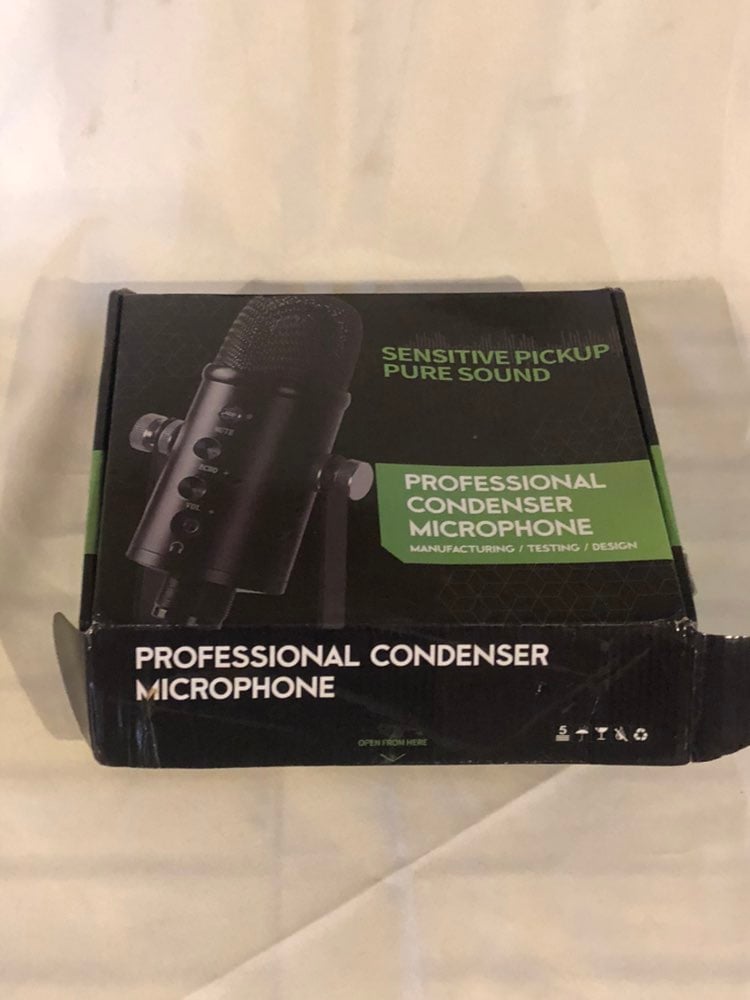 SENSITIVE PICKUP
PURE SOUND
MUTE
ECHO +
VOL +
PROFESSIONAL
CONDENSER
MICROPHONE
MANUFACTURING / TESTING / DESIGN
PROFESSIONAL CONDENSER
MICROPHONE
OPEN FROM HERE
5